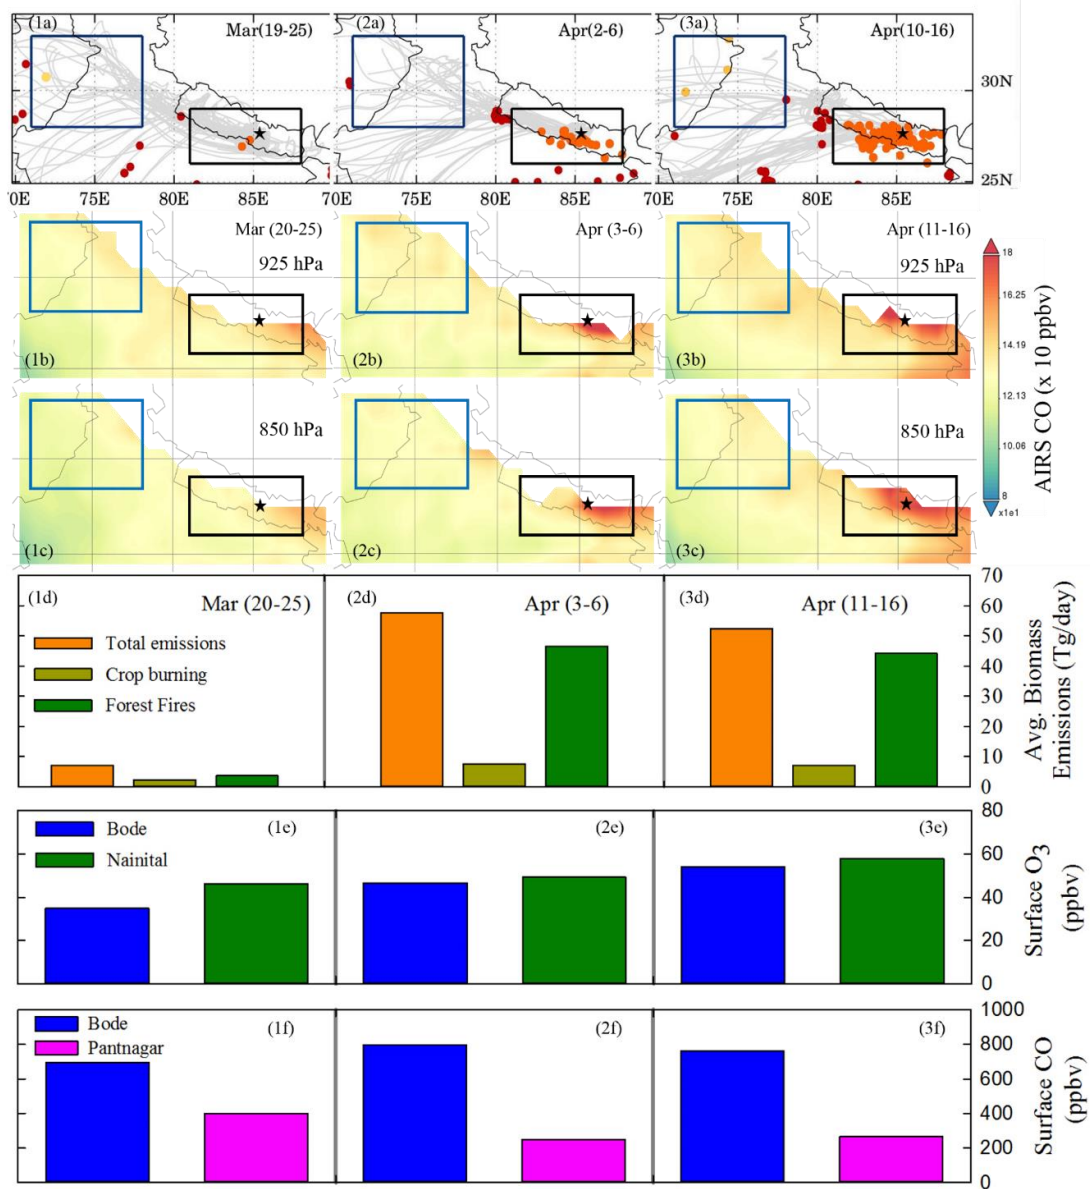 (1a) Mar(19-25) (2a) Apr(2-6) (3a) Apr(10-16)
30N
25N
70E 75E 80E 85E 70E 75E 80E 85E 70E 75E 80E 85E
Mar (20-25) Apr (3-6) Apr (11-16)
925 hPa 925 hPa
(1b) (2b) (3b)
850 hPa 850 hPa
(1c) (2c) (3c)
18
16.25
14.19
12.13
10.06
8
x1e1
AIRS CO (x 10 ppbv)
(1d) Mar (20-25) (2d) Apr (3-6) (3d) Apr (11-16)
Total emissions
Crop burning
Forest Fires
70
60
50
40
30
20
10
0
Avg. Biomass
Emissions (Tg/day)
Bode (1e) (2e) (3e)
Nainital
80
60
40
20
0
Surface O3
(ppbv)
Bode (1f) (2f) (3f)
Pantnagar
1000
800
600
400
200
0
Surface CO
(ppbv)